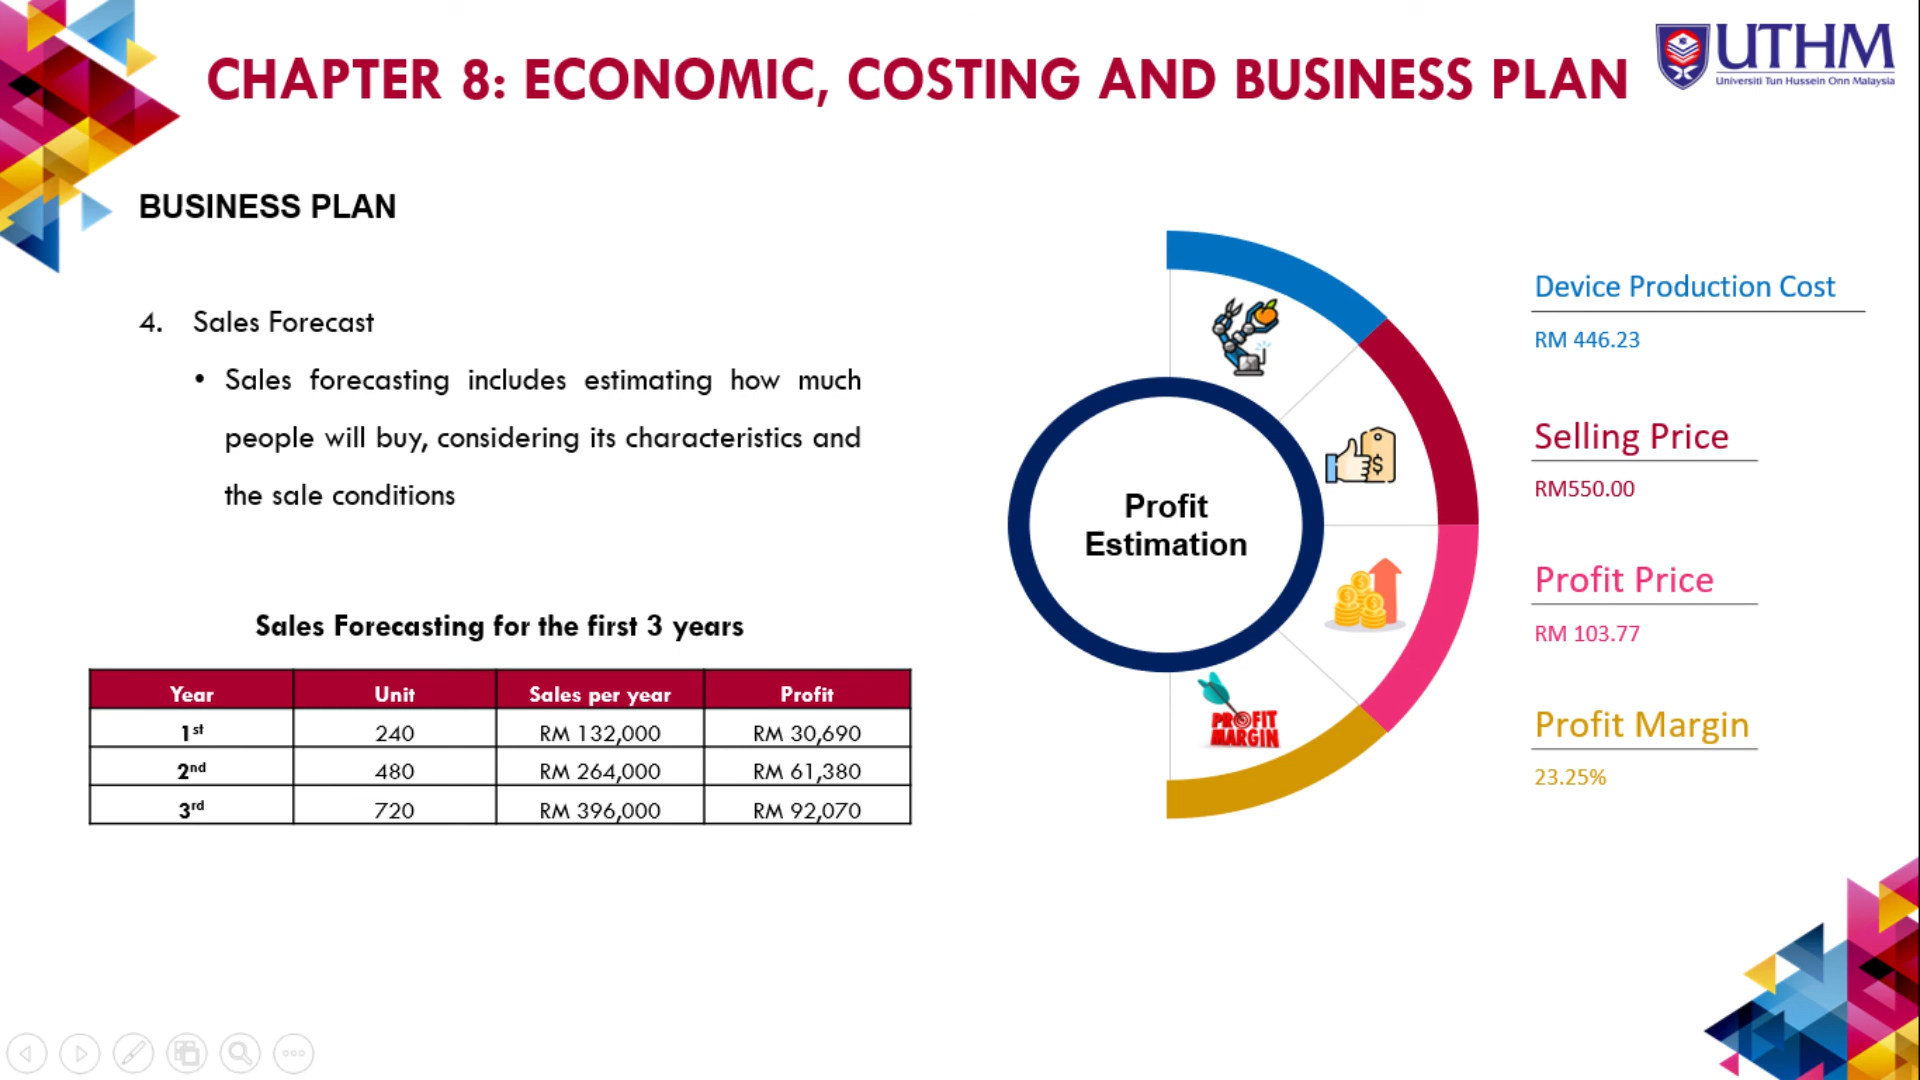 CHAPTER 8: ECONOMIC, COSTING AND BUSINESS PLAN
UTHM
Universiti Tun Hussein Onn Malaysia
BUSINESS PLAN
4. Sales Forecast
• Sales forecasting includes estimating how much
people will buy, considering its characteristics and
the sale conditions
Sales Forecasting for the first 3 years
Year Unit Sales per year Profit
1st 240 RM 132,000 RM 30,690
2nd 480 RM 264,000 RM 61,380
3rd 720 RM 396,000 RM 92,070
Profit
Estimation
PROFIT
MARGIN
Device Production Cost
RM 446.23
Selling Price
RM550.00
Profit Price
RM 103.77
Profit Margin
23.25%